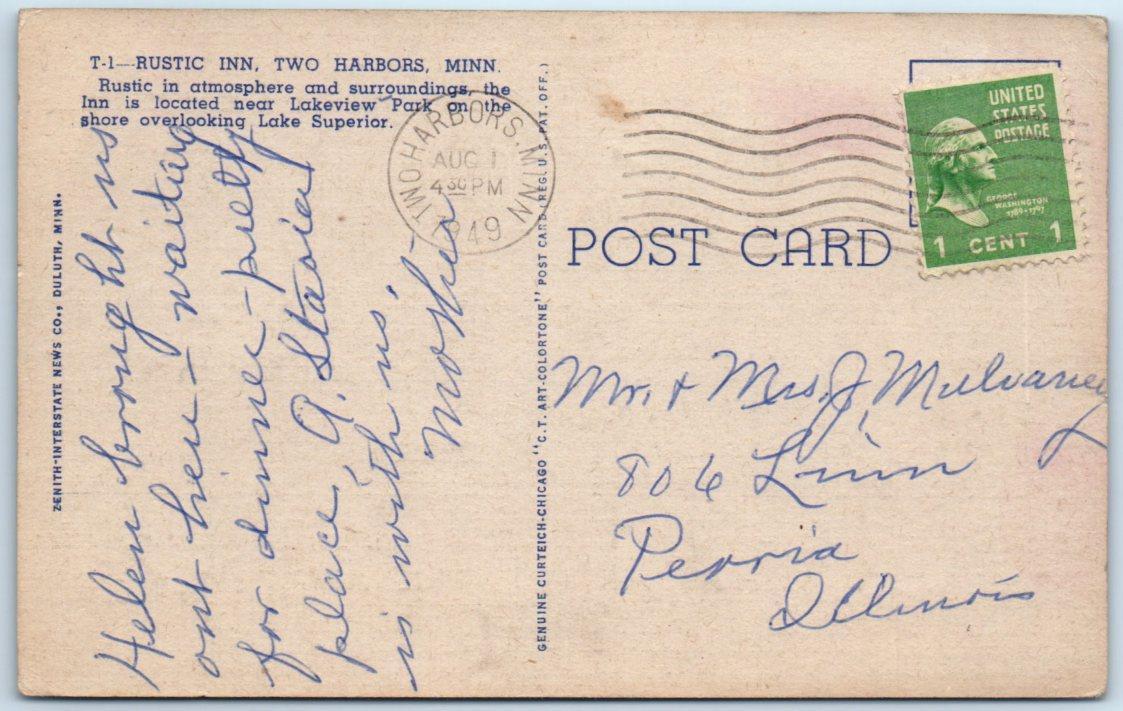 T-1—RUSTIC INN, TWO HARBORS, MINN.
Rustic in atmosphere and surroundings, the
Inn is located near Lakeview Park on the
shore overlooking Lake Superior.
ZENITH-INTERSTATE NEWS CO., DULUTH, MINN.
Helen brought us
out here – waiting
for dinner – pretty
place, G.
is with us.
TWO HARBORS, MINN
AUG 1
4 30 PM
1949
GENUINE CURTEICH-CHICAGO "C.T. ART-COLORTONE" POST CARD (REG. U.S. PAT. OFF.)
POST CARD
UNITED
STATES
POSTAGE
GEORGE
WASHINGTON
1789-1797
1 CENT 1
Mr. & Mrs. J. Mulvaney
806 Linn
Peoria
Illinois